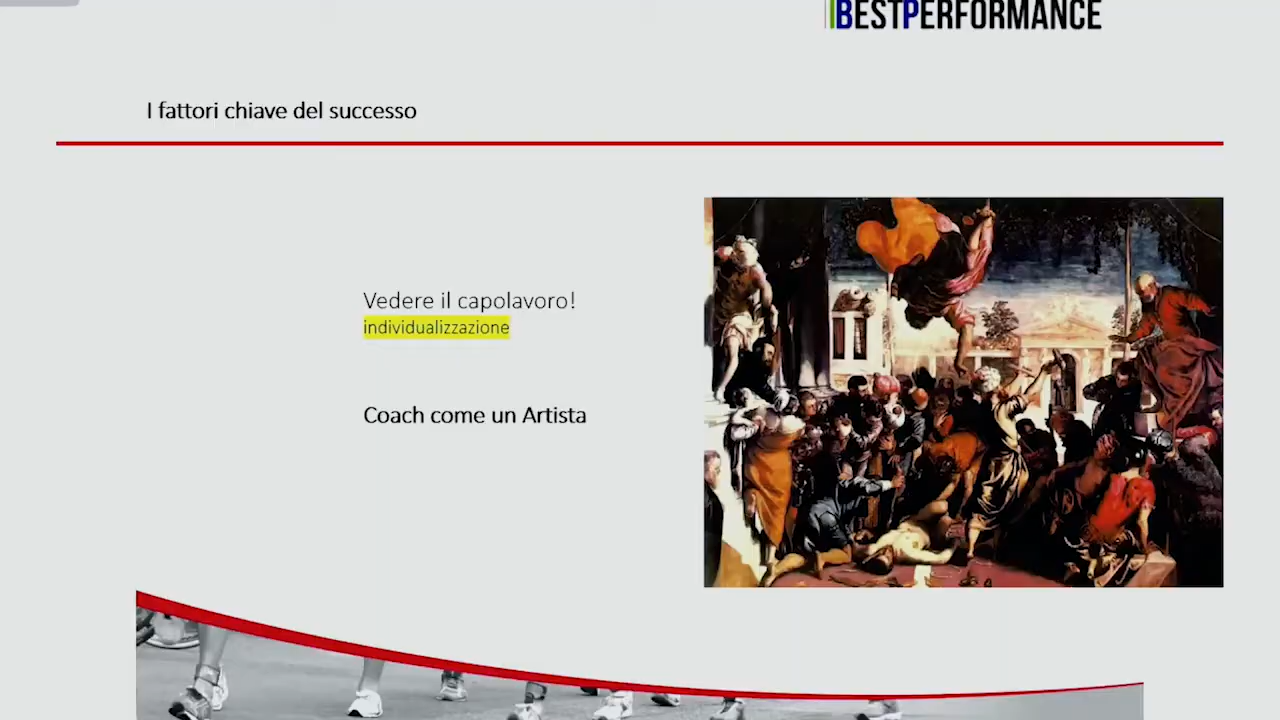 BESTPERFORMANCE
I fattori chiave del successo
Vedere il capolavoro!
individualizzazione
Coach come un Artista